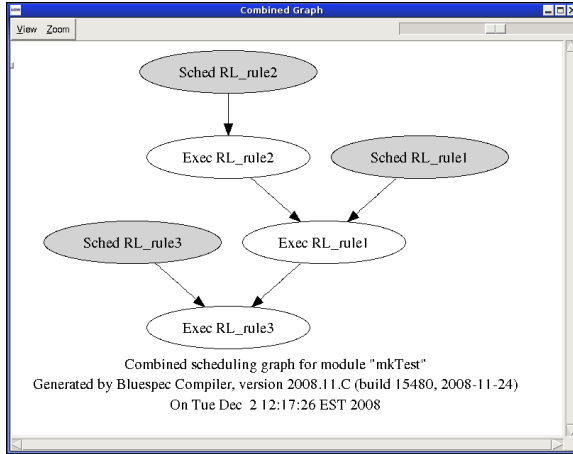 Combined Graph
View Zoom
Sched RL_rule2
Exec RL_rule2
Sched RL_rule1
Sched RL_rule3
Exec RL_rule1
Exec RL_rule3
Combined scheduling graph for module "mkTest"
Generated by Bluespec Compiler, version 2008.11.C (build 15480, 2008-11-24)
On Tue Dec 2 12:17:26 EST 2008